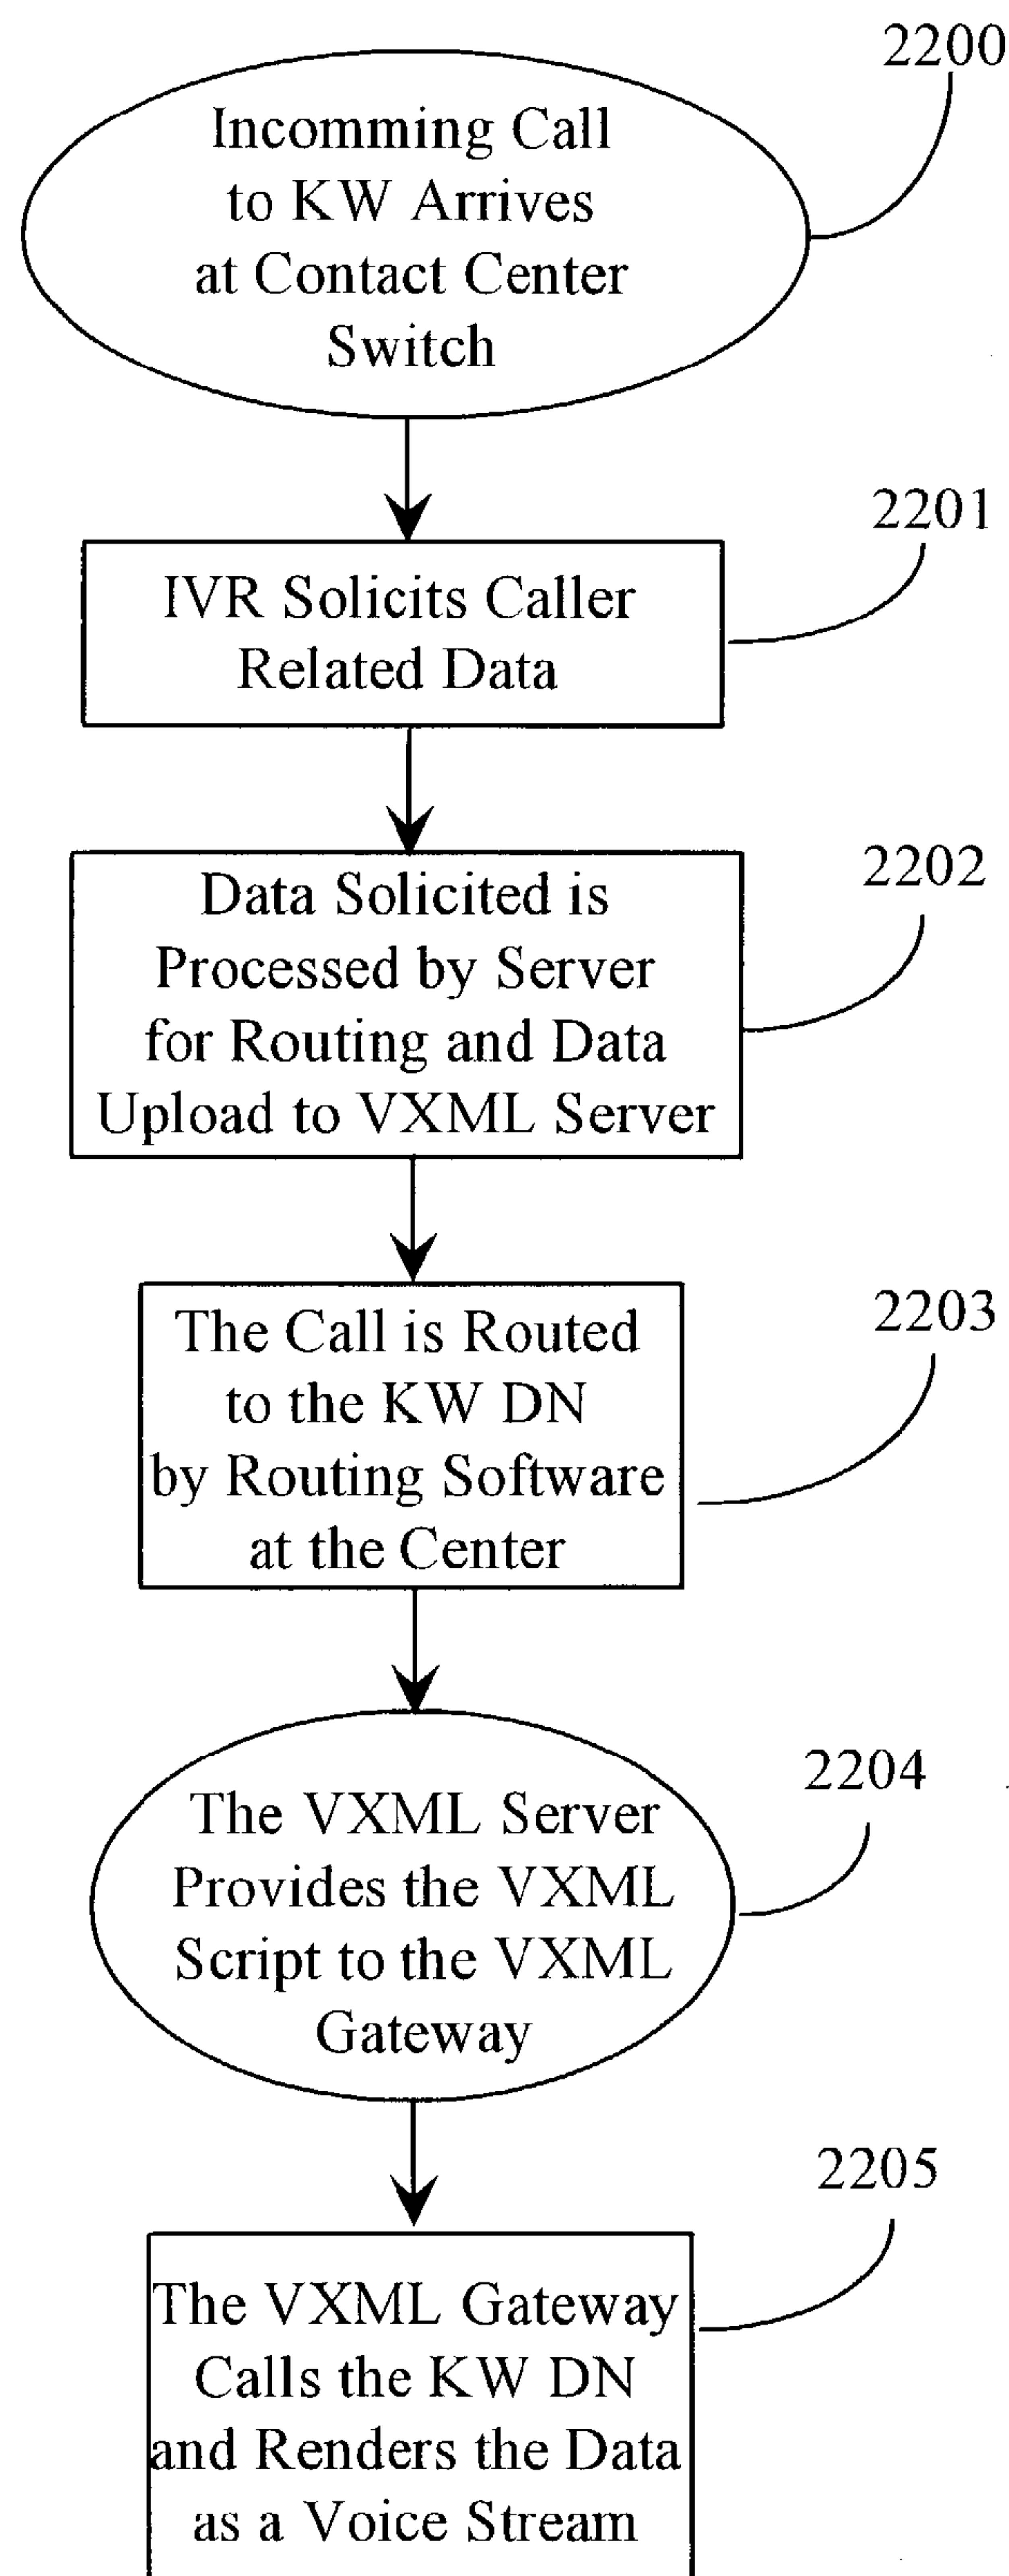 2200
Incomming Call
to KW Arrives
at Contact Center
Switch
2201
IVR Solicits Caller
Related Data
2202
Data Solicited is
Processed by Server
for Routing and Data
Upload to VXML Server
2203
The Call is Routed
to the KW DN
by Routing Software
at the Center
2204
The VXML Server
Provides the VXML
Script to the VXML
Gateway
2205
The VXML Gateway
Calls the KW DN
and Renders the Data
as a Voice Stream